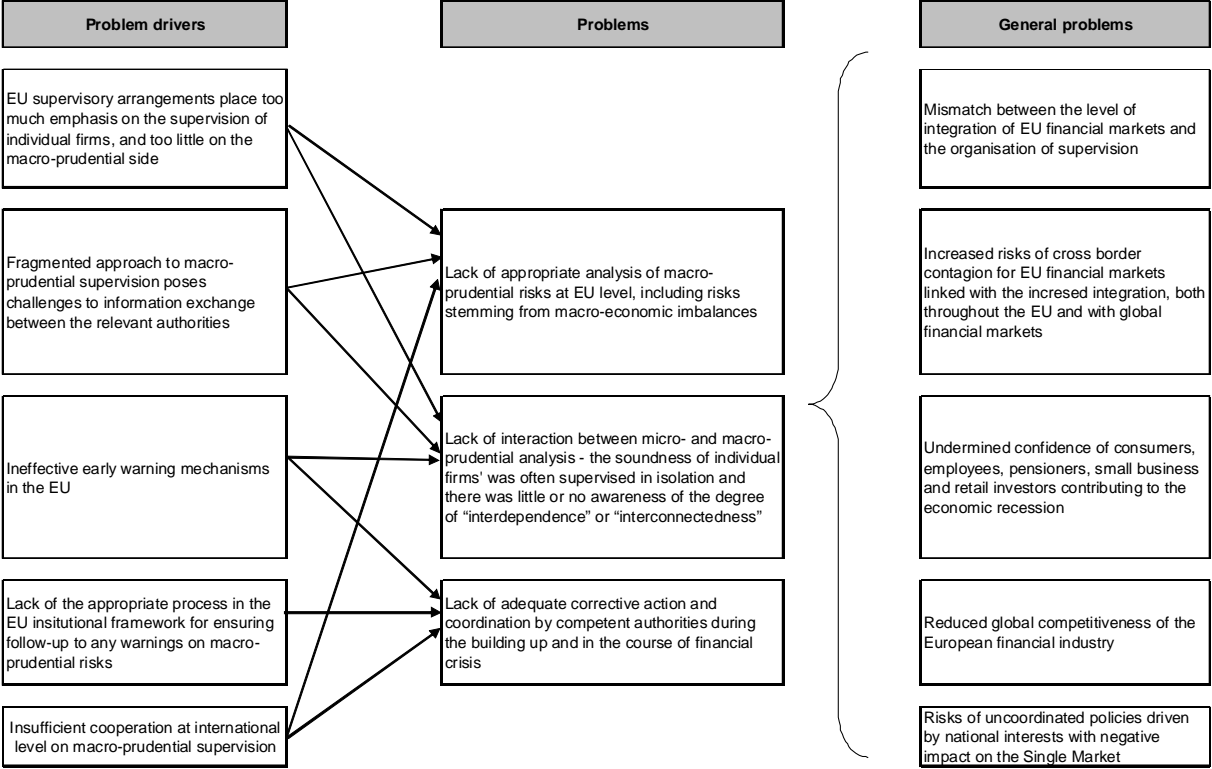 Problem drivers
Problems
General problems
EU supervisory arrangements place too
much emphasis on the supervision of
individual firms, and too little on the
macro-prudential side
Fragmented approach to macro-
prudential supervision poses
challenges to information exchange
between the relevant authorities
Ineffective early warning mechanisms
in the EU
Lack of the appropriate process in the
EU insitutional framework for ensuring
follow-up to any warnings on macro-
prudential risks
Insufficient cooperation at international
level on macro-prudential supervision
Lack of appropriate analysis of macro-
prudential risks at EU level, including risks
stemming from macro-economic imbalances
Lack of interaction between micro- and macro-
prudential analysis - the soundness of individual
firms' was often supervised in isolation and
there was little or no awareness of the degree
of “interdependence” or “interconnectedness”
Lack of adequate corrective action and
coordination by competent authorities during
the building up and in the course of financial
crisis
Mismatch between the level of
integration of EU financial markets and
the organisation of supervision
Increased risks of cross border
contagion for EU financial markets
linked with the incresed integration, both
throughout the EU and with global
financial markets
Undermined confidence of consumers,
employees, pensioners, small business
and retail investors contributing to the
economic recession
Reduced global competitiveness of the
European financial industry
Risks of uncoordinated policies driven
by national interests with negative
impact on the Single Market